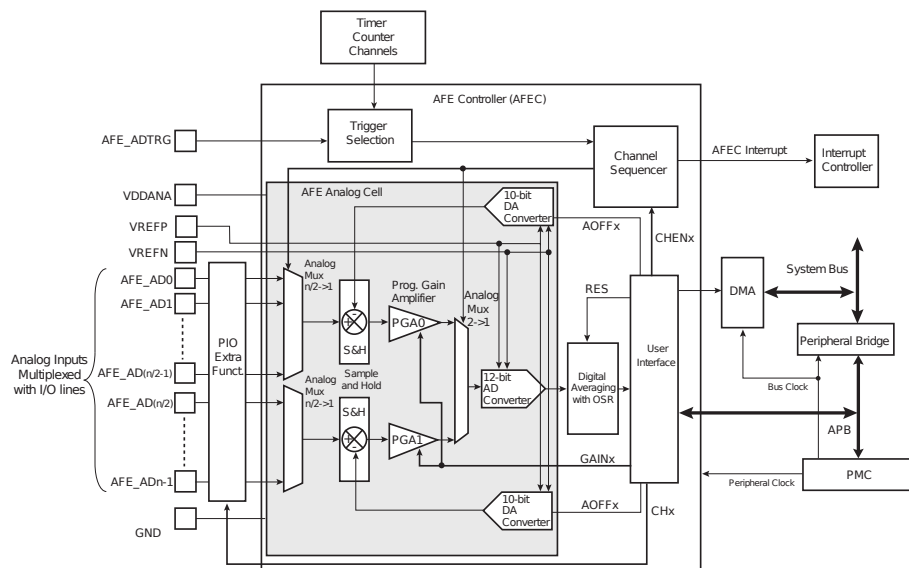 Timer
Counter
Channels
AFE Controller (AFEC)
AFE_ADTRG
Trigger
Selection
Channel
Sequencer
AFEC Interrupt
Interrupt
Controller
VDDANA
AFE Analog Cell
10-bit
DA
Converter
VREFP
AOFFx
CHENx
VREFN
Analog
Mux
n/2->1
AFE_AD0
AFE_AD1
Prog. Gain
Amplifier
Analog
Mux
2->1
RES
DMA
System Bus
PGA0
-
+
S&H
PIO
Extra
Funct.
User
Interface
Peripheral Bridge
Analog Inputs
Multiplexed
with I/O lines
AFE_AD(n/2-1)
Analog
Mux
n/2->1
Sample
and Hold
12-bit
AD
Converter
Digital
Averaging
with OSR
Bus Clock
AFE_AD(n/2)
S&H
+
-
PGA1
APB
GAINx
AFE_ADn-1
Peripheral Clock
PMC
10-bit
DA
Converter
AOFFx
CHx
GND